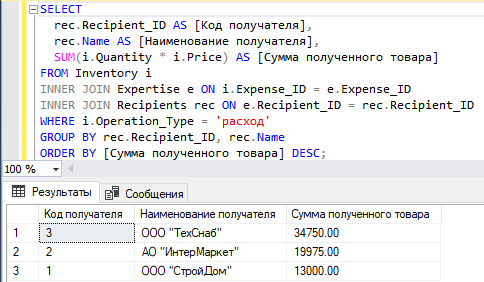 SELECT
rec.Recipient_ID AS [Код получателя],
rec.Name AS [Наименование получателя],
SUM(i.Quantity * i.Price) AS [Сумма полученного товара]
FROM Inventory i
INNER JOIN Expertise e ON i.Expense_ID = e.Expense_ID
INNER JOIN Recipients rec ON e.Recipient_ID = rec.Recipient_ID
WHERE i.Operation_Type = 'расход'
GROUP BY rec.Recipient_ID, rec.Name
ORDER BY [Сумма полученного товара] DESC;
100 %
Результаты Сообщения
Код получателя Наименование получателя Сумма полученного товара
1 3 ООО "ТехСнаб" 34750.00
2 2 АО "ИнтерМаркет" 19975.00
3 1 ООО "СтройДом" 13000.00